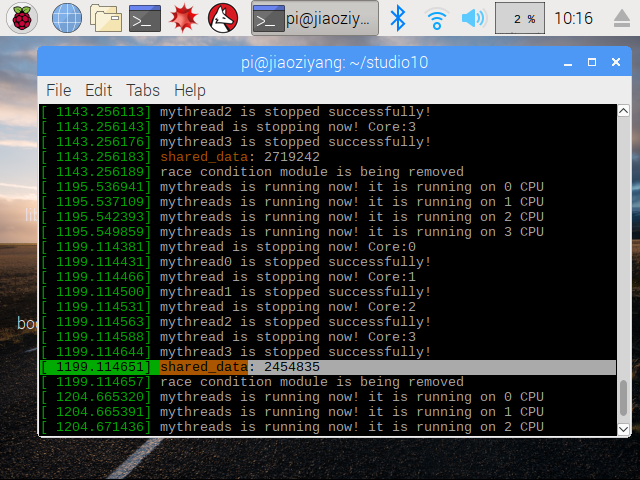 pi@jiaoziy...
2 %
10:16
pi@jiaoziyang: ~/studio10
File Edit Tabs Help
[ 1143.256113] mythread2 is stopped successfully!
[ 1143.256143] mythread is stopping now! Core:3
[ 1143.256176] mythread3 is stopped successfully!
[ 1143.256183] shared_data: 2719242
[ 1143.256189] race condition module is being removed
[ 1195.536941] mythreads is running now! it is running on 0 CPU
[ 1195.537109] mythreads is running now! it is running on 1 CPU
[ 1195.542393] mythreads is running now! it is running on 2 CPU
[ 1195.549859] mythreads is running now! it is running on 3 CPU
[ 1199.114381] mythread is stopping now! Core:0
[ 1199.114431] mythread0 is stopped successfully!
[ 1199.114466] mythread is stopping now! Core:1
[ 1199.114500] mythread1 is stopped successfully!
[ 1199.114531] mythread is stopping now! Core:2
[ 1199.114563] mythread2 is stopped successfully!
[ 1199.114588] mythread is stopping now! Core:3
[ 1199.114644] mythread3 is stopped successfully!
[ 1199.114651] shared_data: 2454835
[ 1199.114657] race condition module is being removed
[ 1204.665320] mythreads is running now! it is running on 0 CPU
[ 1204.665391] mythreads is running now! it is running on 1 CPU
[ 1204.671436] mythreads is running now! it is running on 2 CPU